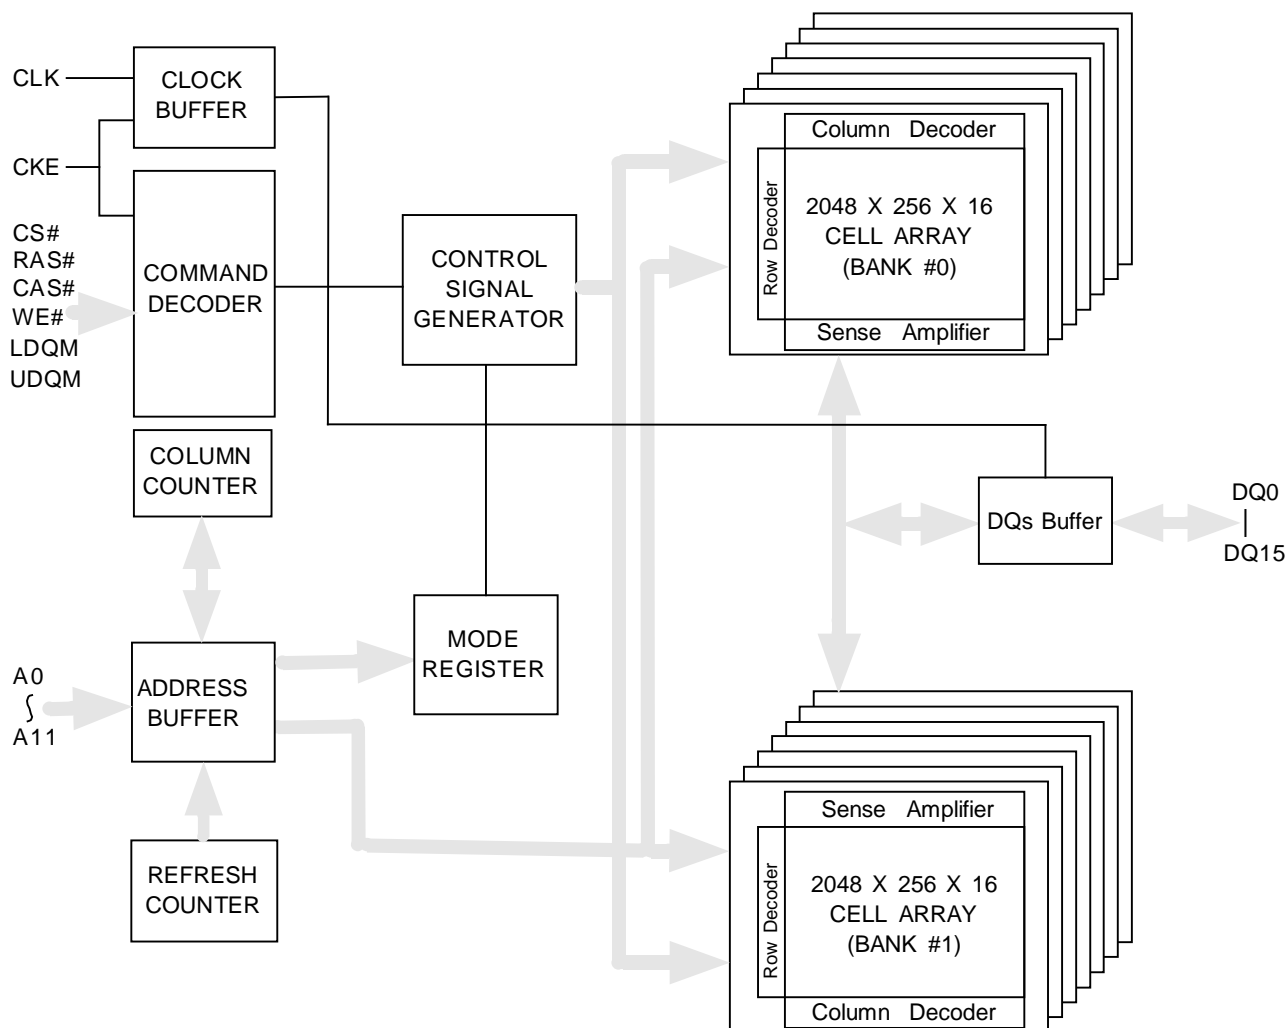 CLK
CLOCK
BUFFER
CKE
CS#
RAS#
CAS#
WE#
LDQM
UDQM
COMMAND
DECODER
CONTROL
SIGNAL
GENERATOR
Column Decoder
Row Decoder
2048 X 256 X 16
CELL ARRAY
(BANK #0)
Sense Amplifier
COLUMN
COUNTER
DQs Buffer
DQ0
DQ15
MODE
REGISTER
A0
A11
ADDRESS
BUFFER
REFRESH
COUNTER
Sense Amplifier
Row Decoder
2048 X 256 X 16
CELL ARRAY
(BANK #1)
Column Decoder